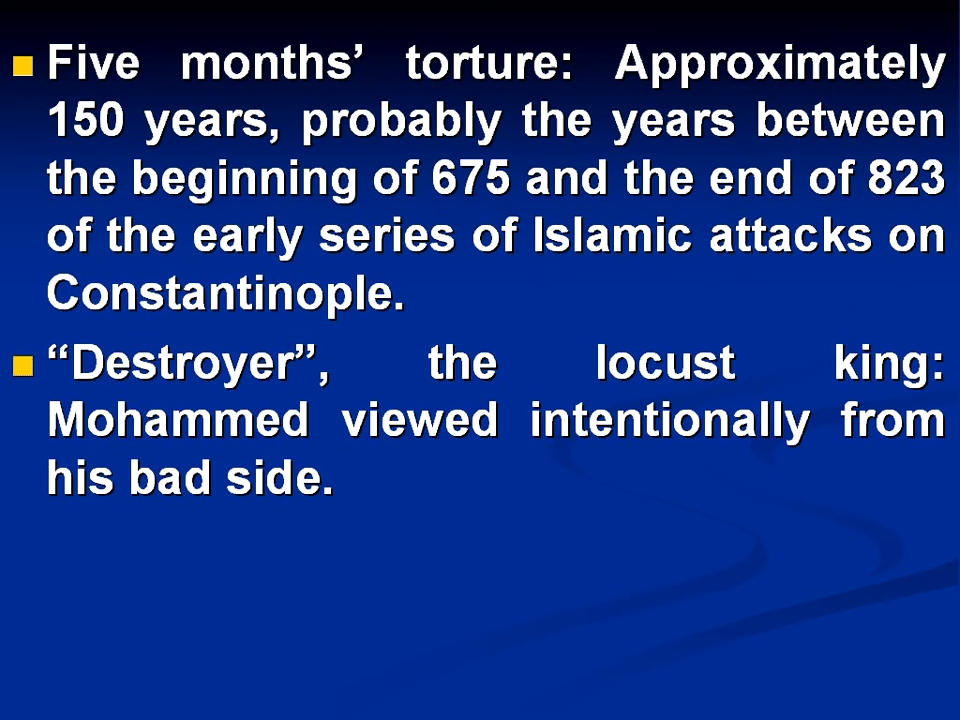 Five months’ torture: Approximately
150 years, probably the years between
the beginning of 675 and the end of 823
of the early series of Islamic attacks on
Constantinople.
“Destroyer”, the locust king:
Mohammed viewed intentionally from
his bad side.